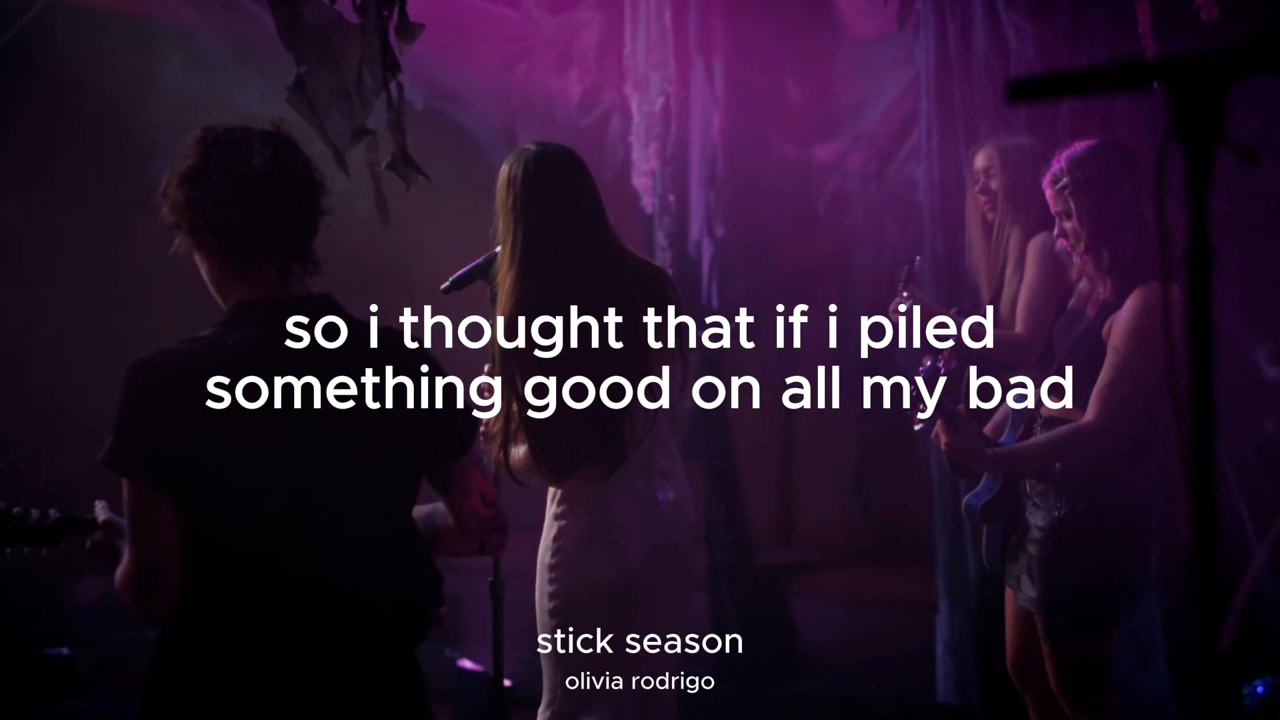 so i thought that if i piled
something good on all my bad
stick season
olivia rodrigo